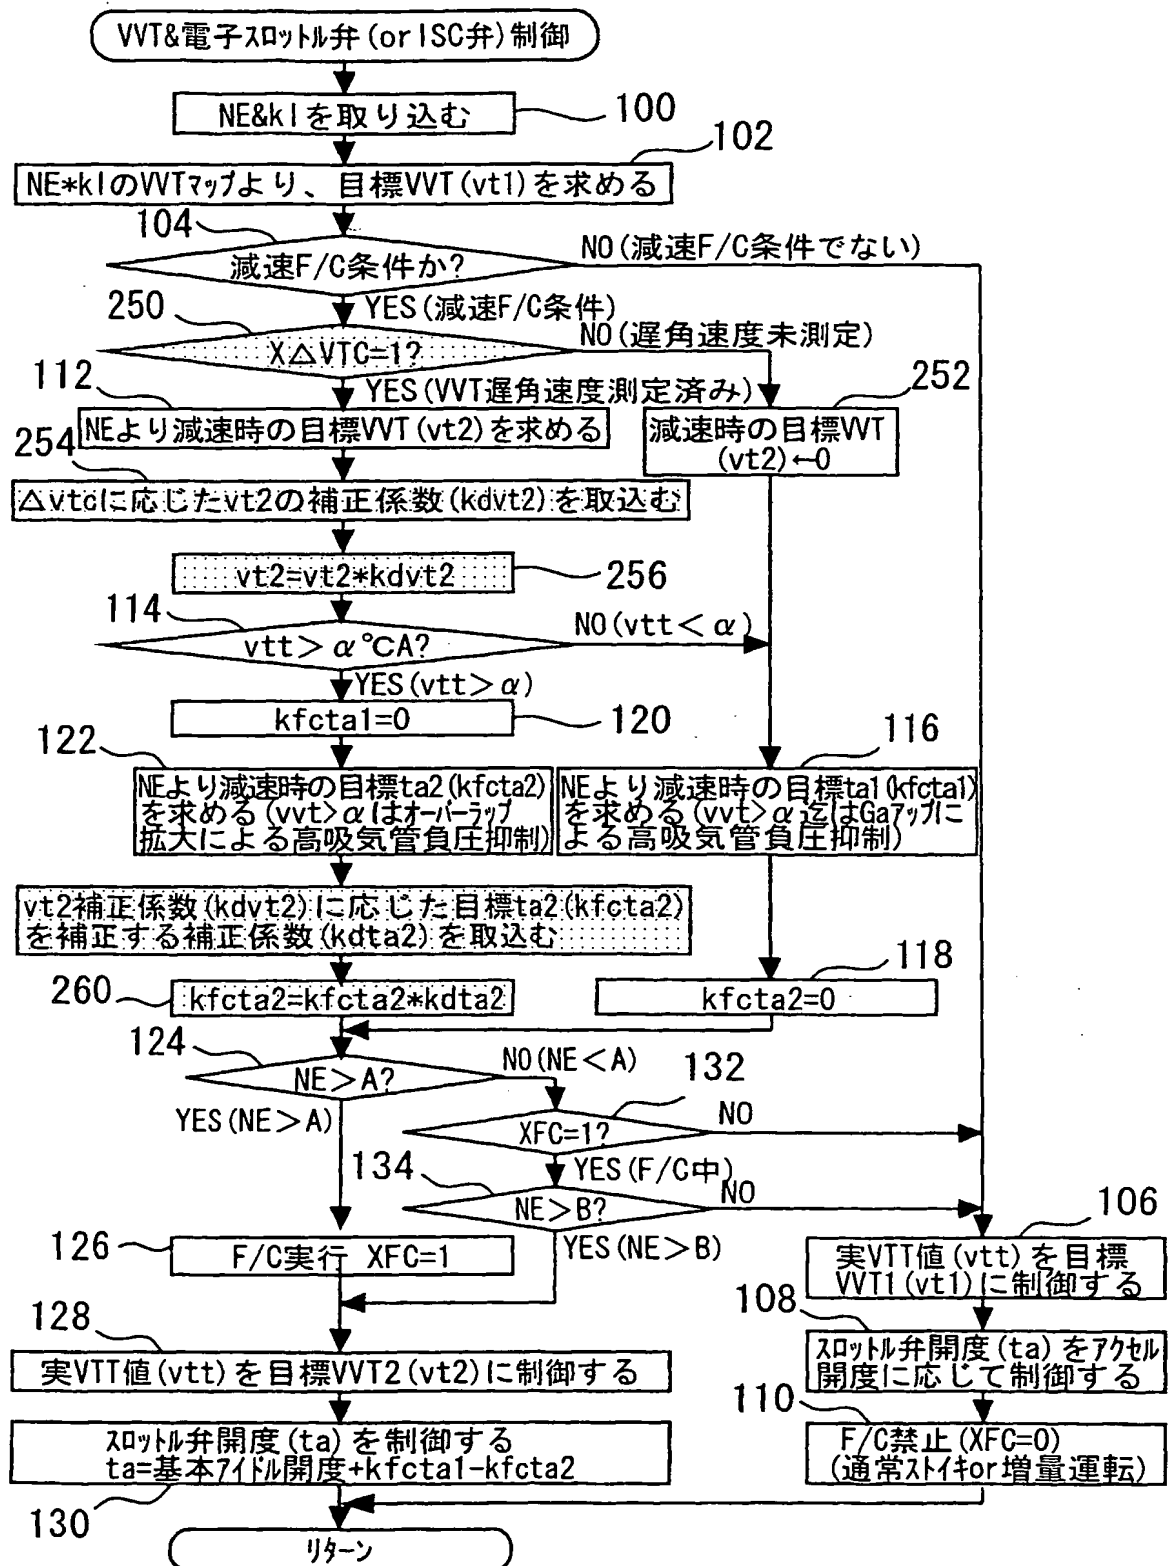 VVT&電子スロットル弁(orISC弁)制御
NE&klを取り込む
100
102
NE*klのVVTマップより、目標VVT(vt1)を求める
104
減速F/C条件か?
NO(減速F/C条件でない)
YES(減速F/C条件)
250
X△VTC=1?
NO(遅角速度未測定)
YES(VVT遅角速度測定済み)
252
112
NEより減速時の目標VVT(vt2)を求める
減速時の目標VVT
(vt2)←0
254
△vtcに応じたvt2の補正係数(kdvt2)を取込む
vt2=vt2*kdvt2
256
114
vtt>α℃A?
NO(vtt<α)
YES(vtt>α)
kfcta1=0
120
122
116
NEより減速時の目標ta2(kfcta2)
を求める(vvt>αはオーバーラップ
拡大による高吸気管負圧抑制)
NEより減速時の目標ta1(kfcta1)
を求める(vvt>α迄はGaアップに
よる高吸気管負圧抑制)
vt2補正係数(kdvt2)に応じた目標ta2(kfcta2)
を補正する補正係数(kdta2)を取込む
118
260
kfcta2=kfcta2*kdta2
kfcta2=0
124
NE>A?
NO(NE<A)
132
YES(NE>A)
XFC=1?
NO
YES(F/C中)
134
NE>B?
NO
YES(NE>B)
106
126
F/C実行 XFC=1
実VTT値(vtt)を目標
VVT1(vt1)に制御する
128
108
実VTT値(vtt)を目標VVT2(vt2)に制御する
スロットル弁開度(ta)をアクセル
開度に応じて制御する
110
スロットル弁開度(ta)を制御する
ta=基本アイドル開度+kfcta1-kfcta2
F/C禁止(XFC=0)
(通常ストイキor増量運転)
130
リターン